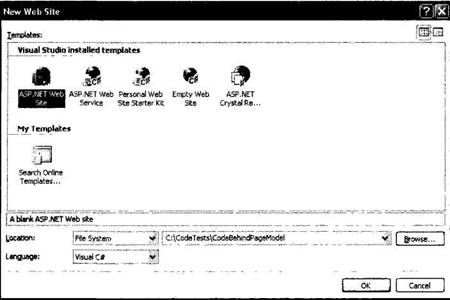 New Web Site
Templates:
Visual Studio installed templates
ASP.NET Web Site
ASP.NET Web Service
Personal Web Site Starter Kit
Empty Web Site
ASP.NET Crystal Re...
My Templates
Search Online Templates...
A blank ASP.NET Web site
Location: File System C:\CodeTests\CodeBehindPageModel Browse...
Language: Visual C#
OK Cancel